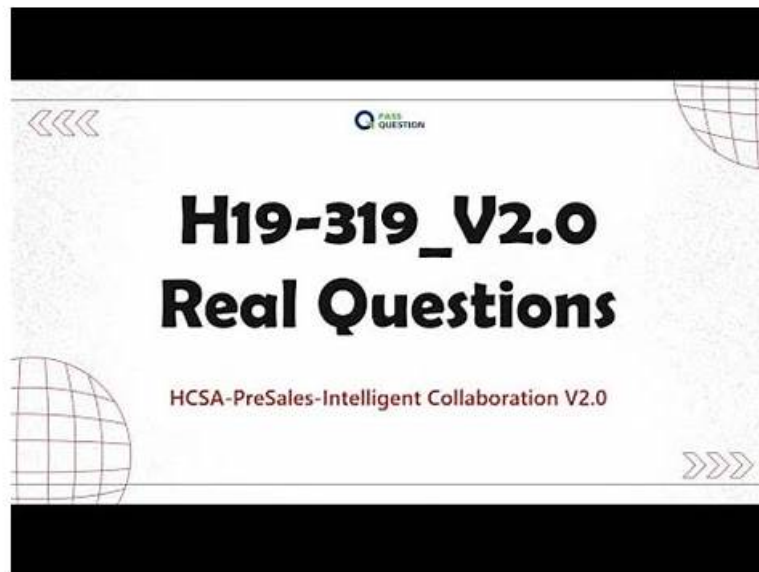 PASS
QUESTION
H19-319_V2.0
Real Questions
HCSA-PreSales-Intelligent Collaboration V2.0